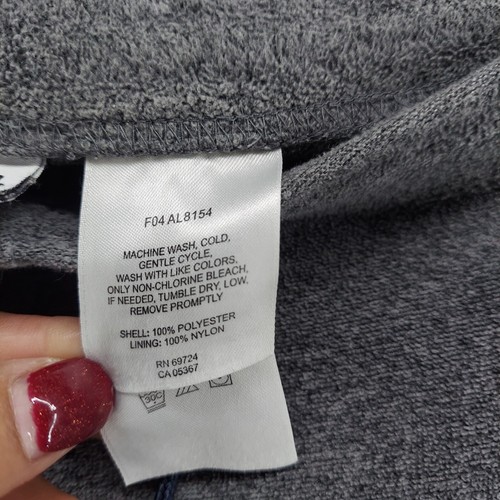 F04 AL8154
MACHINE WASH, COLD,
GENTLE CYCLE,
WASH WITH LIKE COLORS,
ONLY NON-CHLORINE BLEACH,
IF NEEDED, TUMBLE DRY, LOW,
REMOVE PROMPTLY
SHELL: 100% POLYESTER
LINING: 100% NYLON
RN 69724
CA 05367
30C